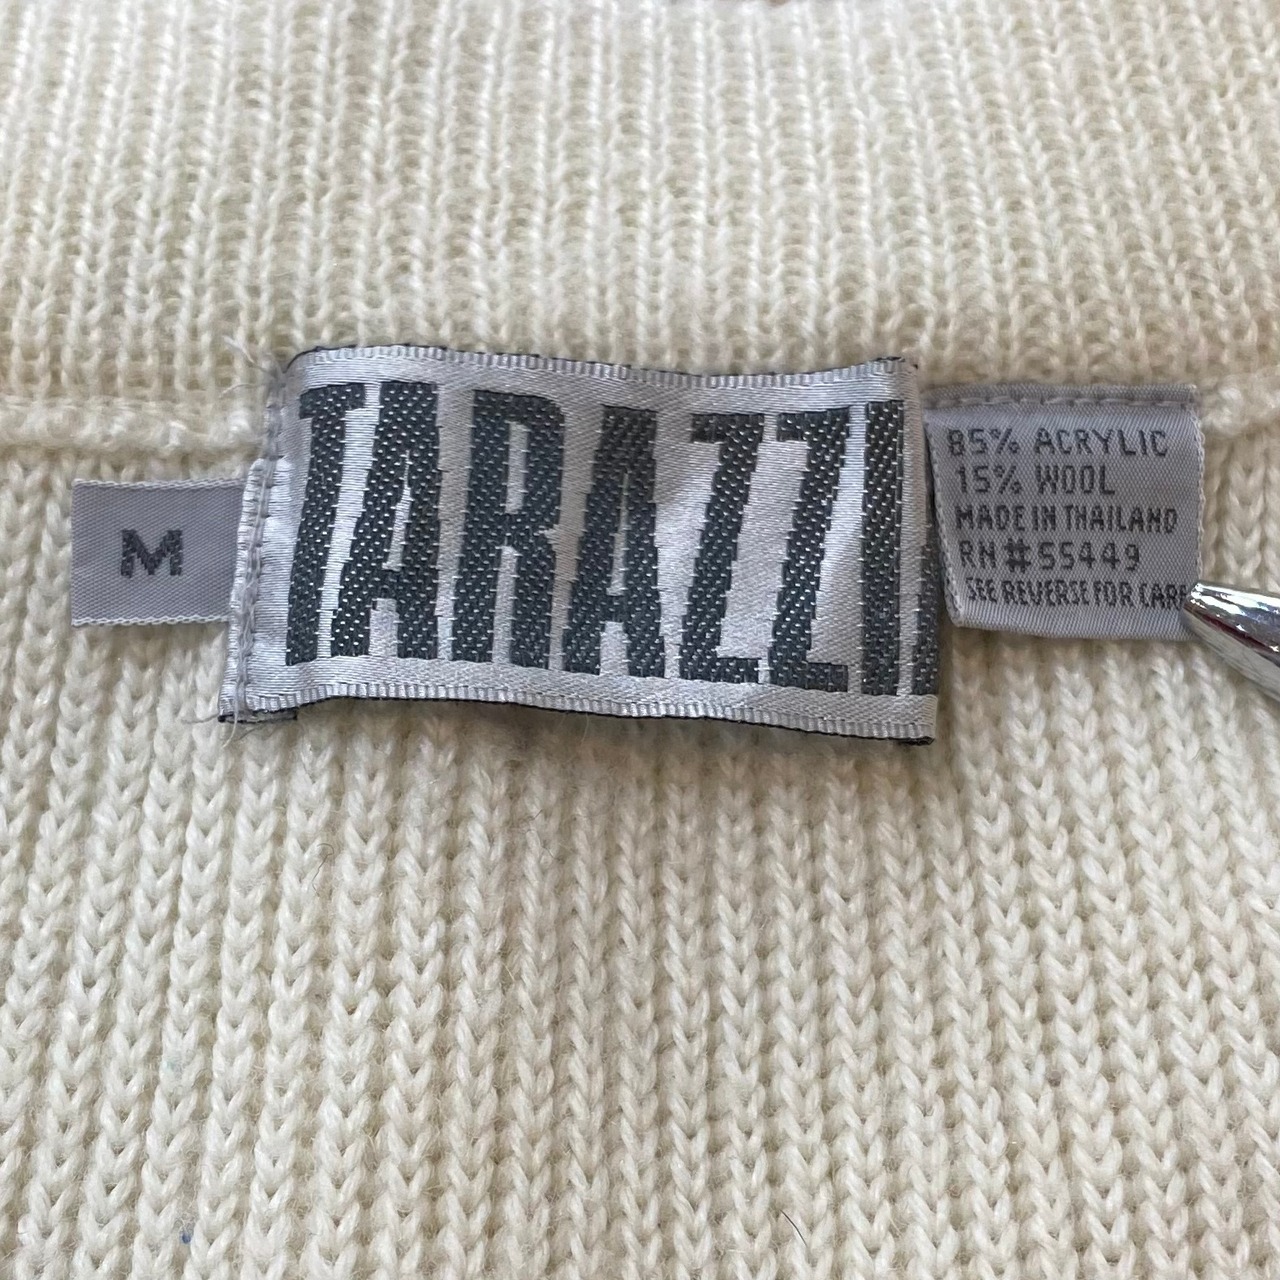 M
TARAZZI
85% ACRYLIC
15% WOOL
MADE IN THAILAND
RN#55449
SEE REVERSE FOR CARE